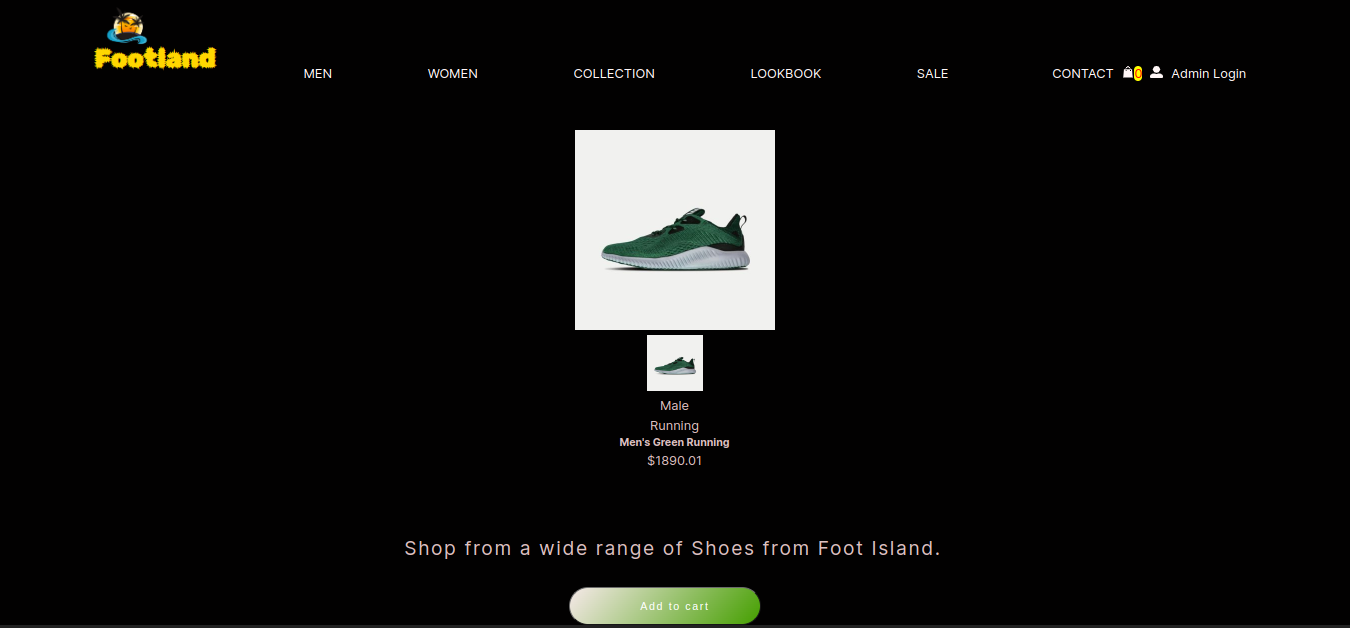 Footland
MEN WOMEN COLLECTION LOOKBOOK SALE CONTACT 0 Admin Login
Male
Running
Men's Green Running
$1890.01
Shop from a wide range of Shoes from Foot Island.
Add to cart